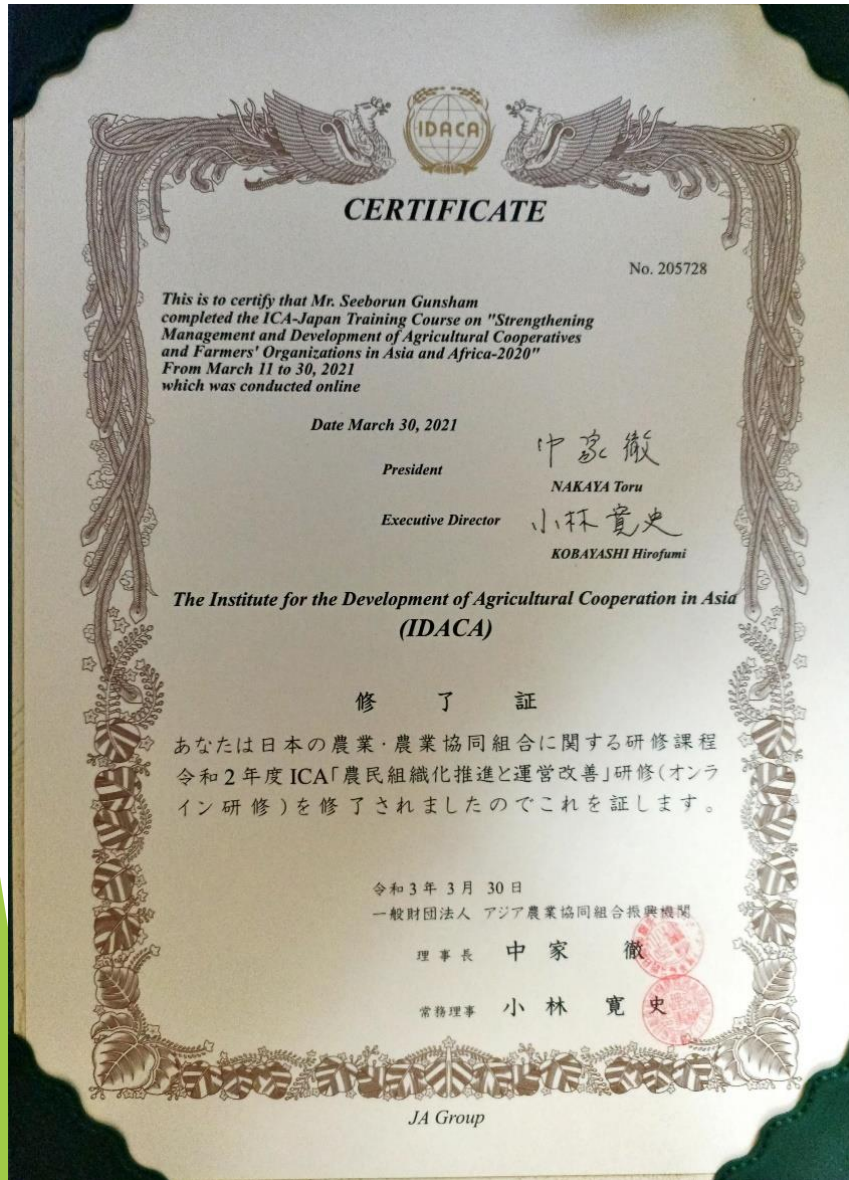 IDACA
CERTIFICATE
No. 205728
This is to certify that Mr. Seeborun Gunsham
completed the ICA-Japan Training Course on "Strengthening
Management and Development of Agricultural Cooperatives
and Farmers' Organizations in Asia and Africa-2020"
From March 11 to 30, 2021
which was conducted online
Date March 30, 2021
President 中家徹
NAKAYA Toru
Executive Director 小林寛史
KOBAYASHI Hirofumi
The Institute for the Development of Agricultural Cooperation in Asia
(IDACA)
修 了 証
あなたは日本の農業・農業協同組合に関する研修課程
令和2年度 ICA「農民組織化推進と運営改善」研修(オンラ
イン研修)を修了されましたのでこれを証します。
令和3年3月30日
一般財団法人 アジア農業協同組合振興機関
理事長 中家 徹
常務理事 小林 寛史
JA Group